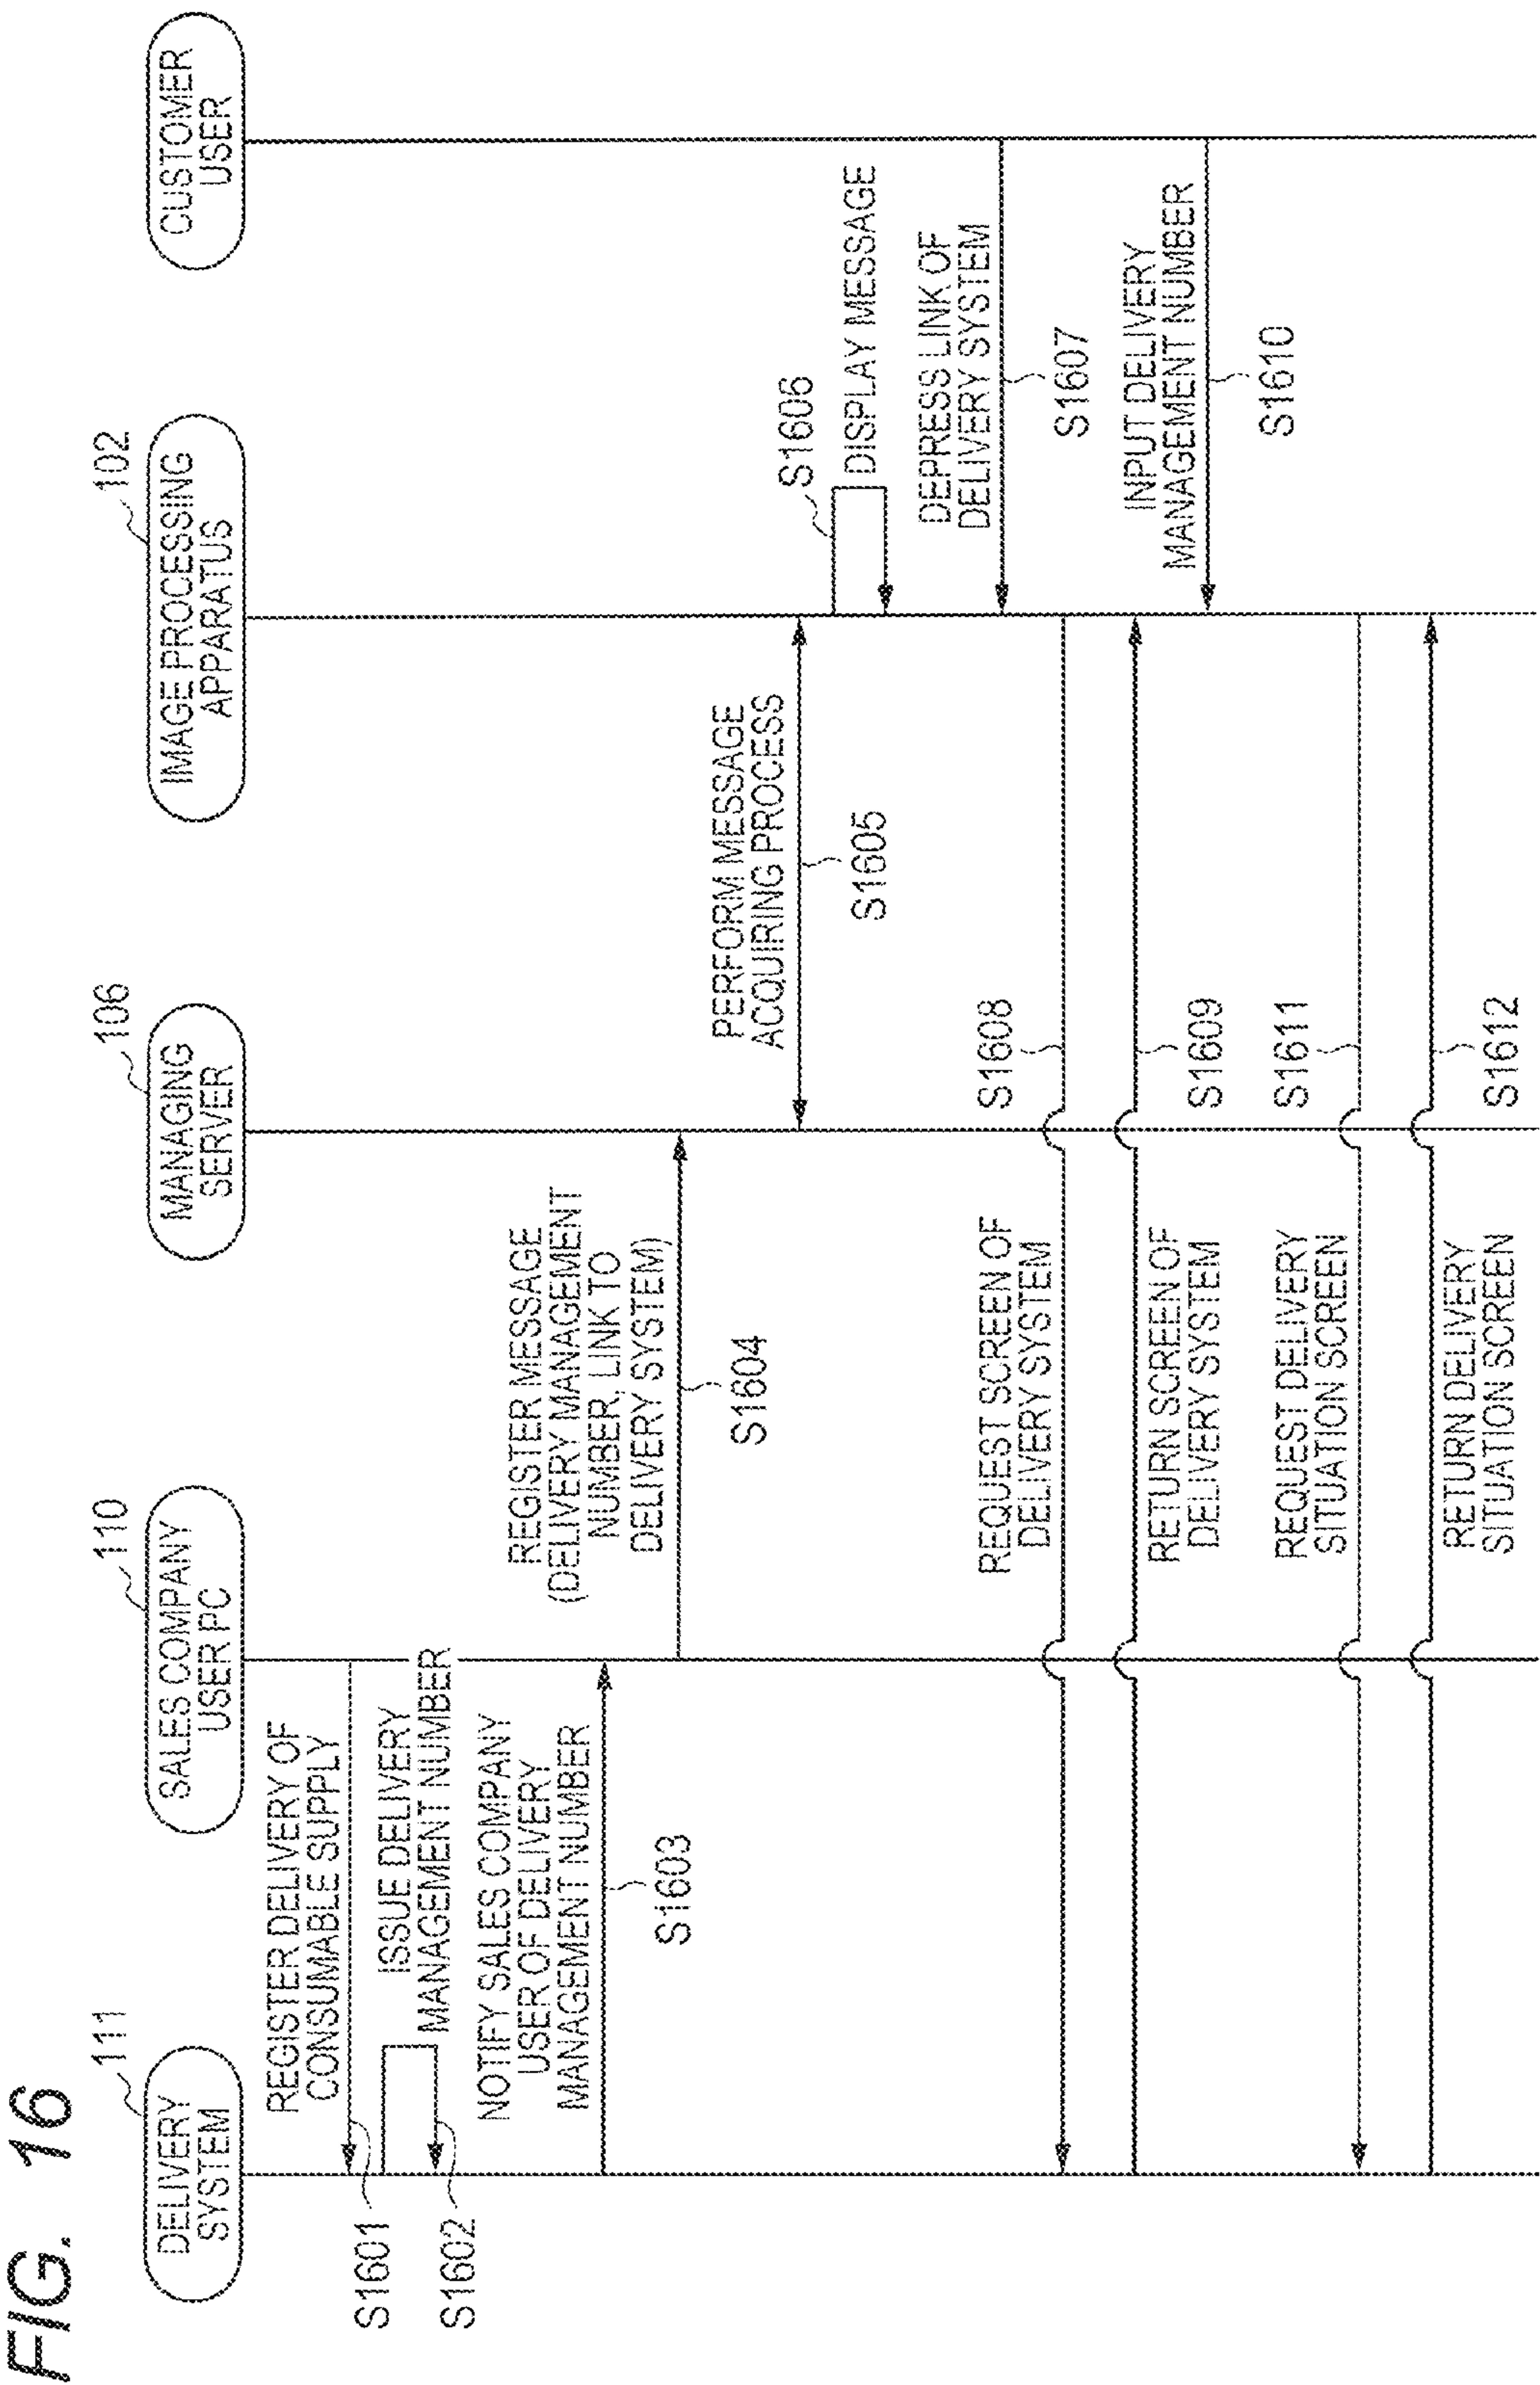 FIG. 16
111
DELIVERY
SYSTEM
110
SALES COMPANY
USER PC
106
MANAGING
SERVER
102
IMAGE PROCESSING
APPARATUS
CUSTOMER
USER
REGISTER DELIVERY OF
CONSUMABLE SUPPLY
S1601
ISSUE DELIVERY
MANAGEMENT NUMBER
S1602
NOTIFY SALES COMPANY
USER OF DELIVERY
MANAGEMENT NUMBER
S1603
REGISTER MESSAGE
(DELIVERY MANAGEMENT
NUMBER, LINK TO
DELIVERY SYSTEM)
S1604
PERFORM MESSAGE
ACQUIRING PROCESS
S1605
S1606
DISPLAY MESSAGE
DEPRESS LINK OF
DELIVERY SYSTEM
S1607
REQUEST SCREEN OF
DELIVERY SYSTEM
S1608
RETURN SCREEN OF
DELIVERY SYSTEM
S1609
INPUT DELIVERY
MANAGEMENT NUMBER
S1610
REQUEST DELIVERY
SITUATION SCREEN
S1611
RETURN DELIVERY
SITUATION SCREEN
S1612